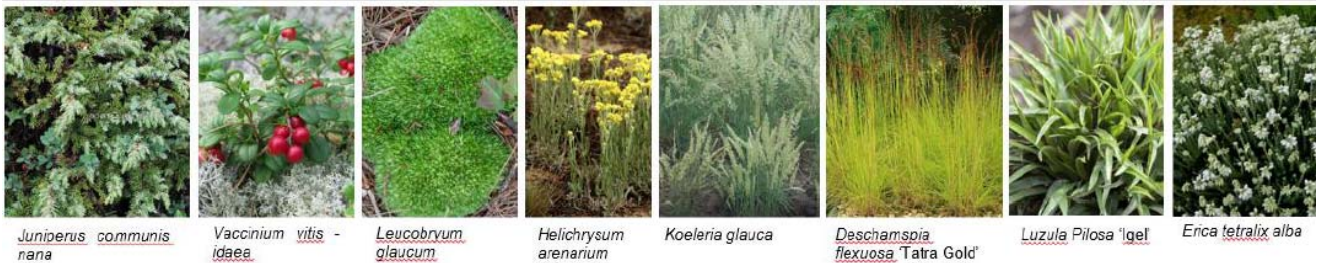 Juniperus communis
nana
Vaccinium vitis -
idaea
Leucobryum
glaucum
Helichrysum
arenarium
Koeleria glauca
Deschamspia
flexuosa 'Tatra Gold'
Luzula Pilosa 'Igel'
Erica tetralix alba